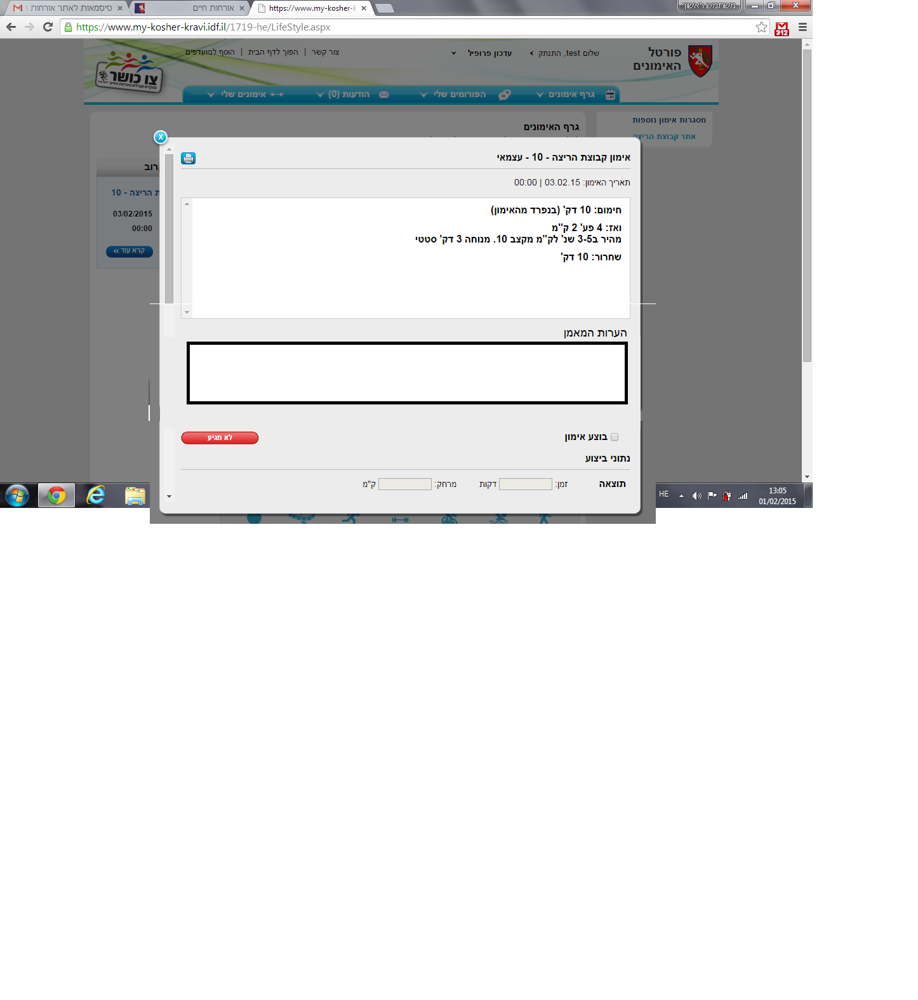 סיסמאות לאתר אורחות ו
אורחות חיים
https://www.my-kosher-k
משתמש ראשון
https://www.my-kosher-kravi.idf.il/1719-he/LifeStyle.aspx
312
פורטל
האימונים
שלום test, התנתק
עדכון פרופיל
צור קשר | הפוך לדף הבית | הוסף למועדפים
צו כושר
גרף אימונים
הפורומים שלי
הודעות (0)
אימונים שלי
מסגרות אימון נוספות
אתר קבוצת הריצה
גרף האימונים
רוב
ת הריצה - 10
03/02/2015
00:00
קרא עוד
X
אימון קבוצת הריצה - 10 - עצמאי
תאריך האימון: 03.02.15 | 00:00
חימום: 10 דק' (בנפרד מהאימון)
ואז: 4 פע' 2 ק"מ
מהיר ב3-5 שנ' לק"מ מקצב 10. מנוחה 3 דק' סטטי
שחרור: 10 דק'
הערות המאמן
בוצע אימון
לא מגיע
נתוני ביצוע
תוצאה זמן: דקות מרחק: ק"מ
HE
13:05
01/02/2015